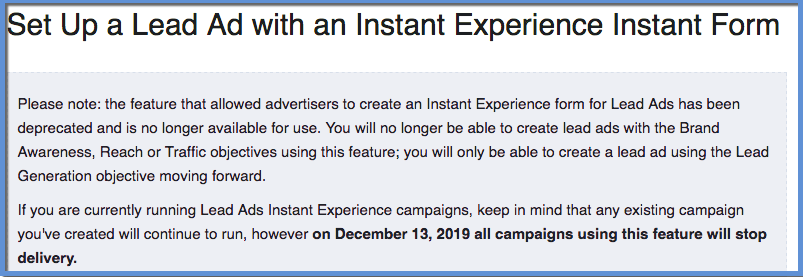 Set Up a Lead Ad with an Instant Experience Instant Form
Please note: the feature that allowed advertisers to create an Instant Experience form for Lead Ads has been
deprecated and is no longer available for use. You will no longer be able to create lead ads with the Brand
Awareness, Reach or Traffic objectives using this feature; you will only be able to create a lead ad using the Lead
Generation objective moving forward.
If you are currently running Lead Ads Instant Experience campaigns, keep in mind that any existing campaign
you've created will continue to run, however on December 13, 2019 all campaigns using this feature will stop
delivery.